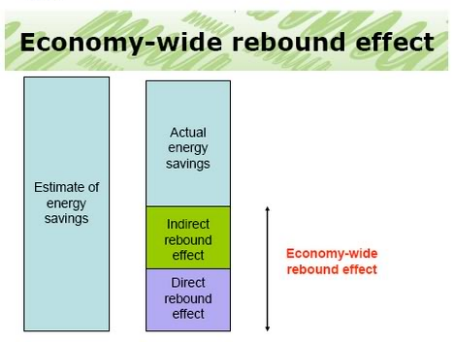 Economy-wide rebound effect
Estimate of
energy
savings
Actual
energy
savings
Indirect
rebound
effect
Direct
rebound
effect
Economy-wide
rebound effect